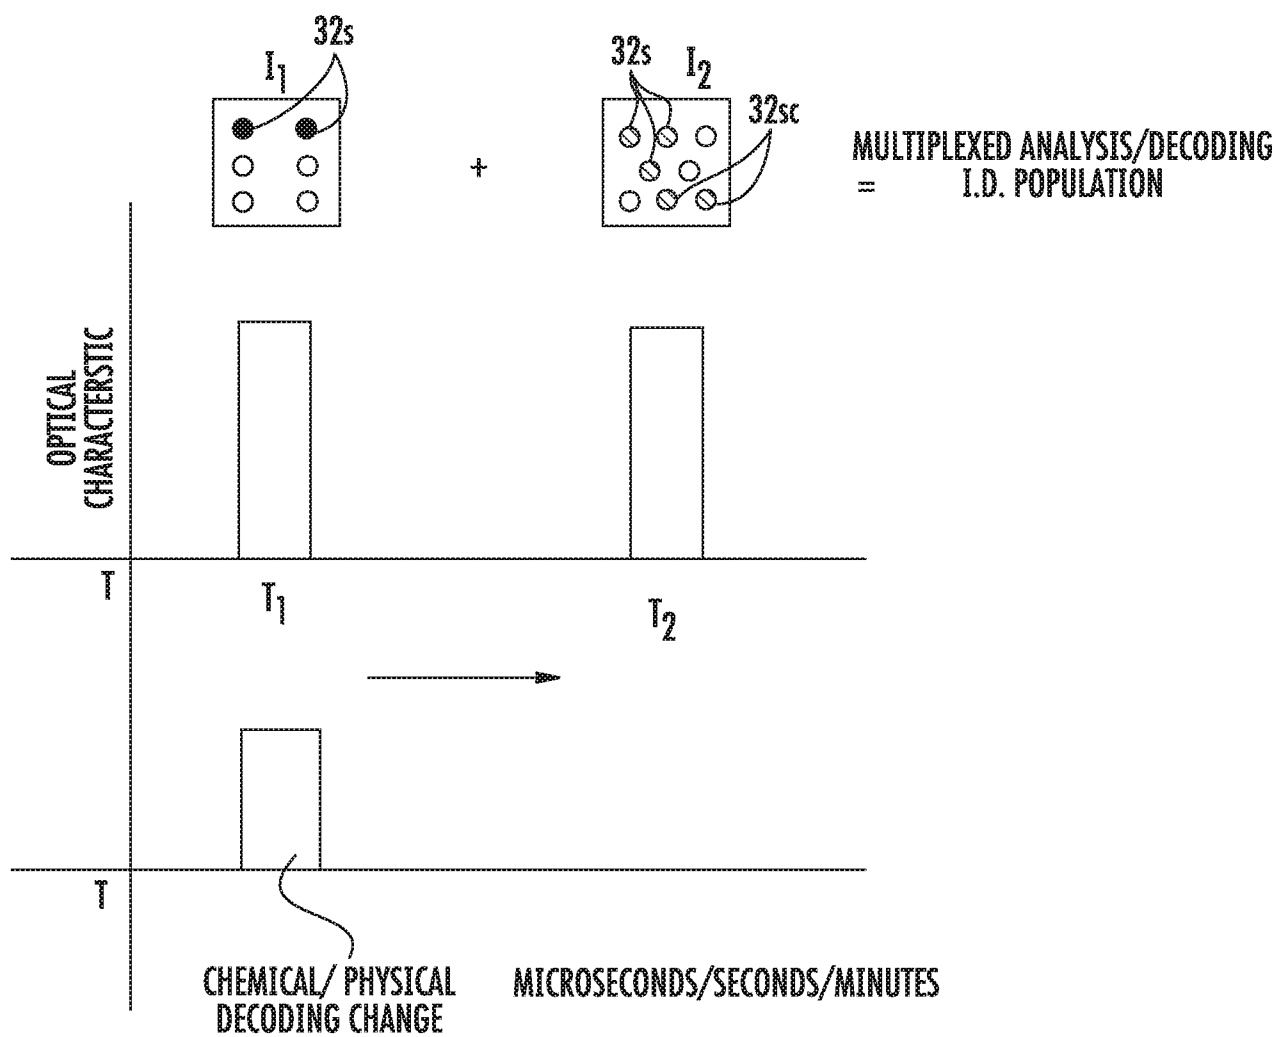 32s
I1
32s
I2
32sc
+
MULTIPLEXED ANALYSIS/DECODING
= I.D. POPULATION
OPTICAL
CHARACTERSTIC
T
T1
T2
T
CHEMICAL/ PHYSICAL
DECODING CHANGE
MICROSECONDS/SECONDS/MINUTES